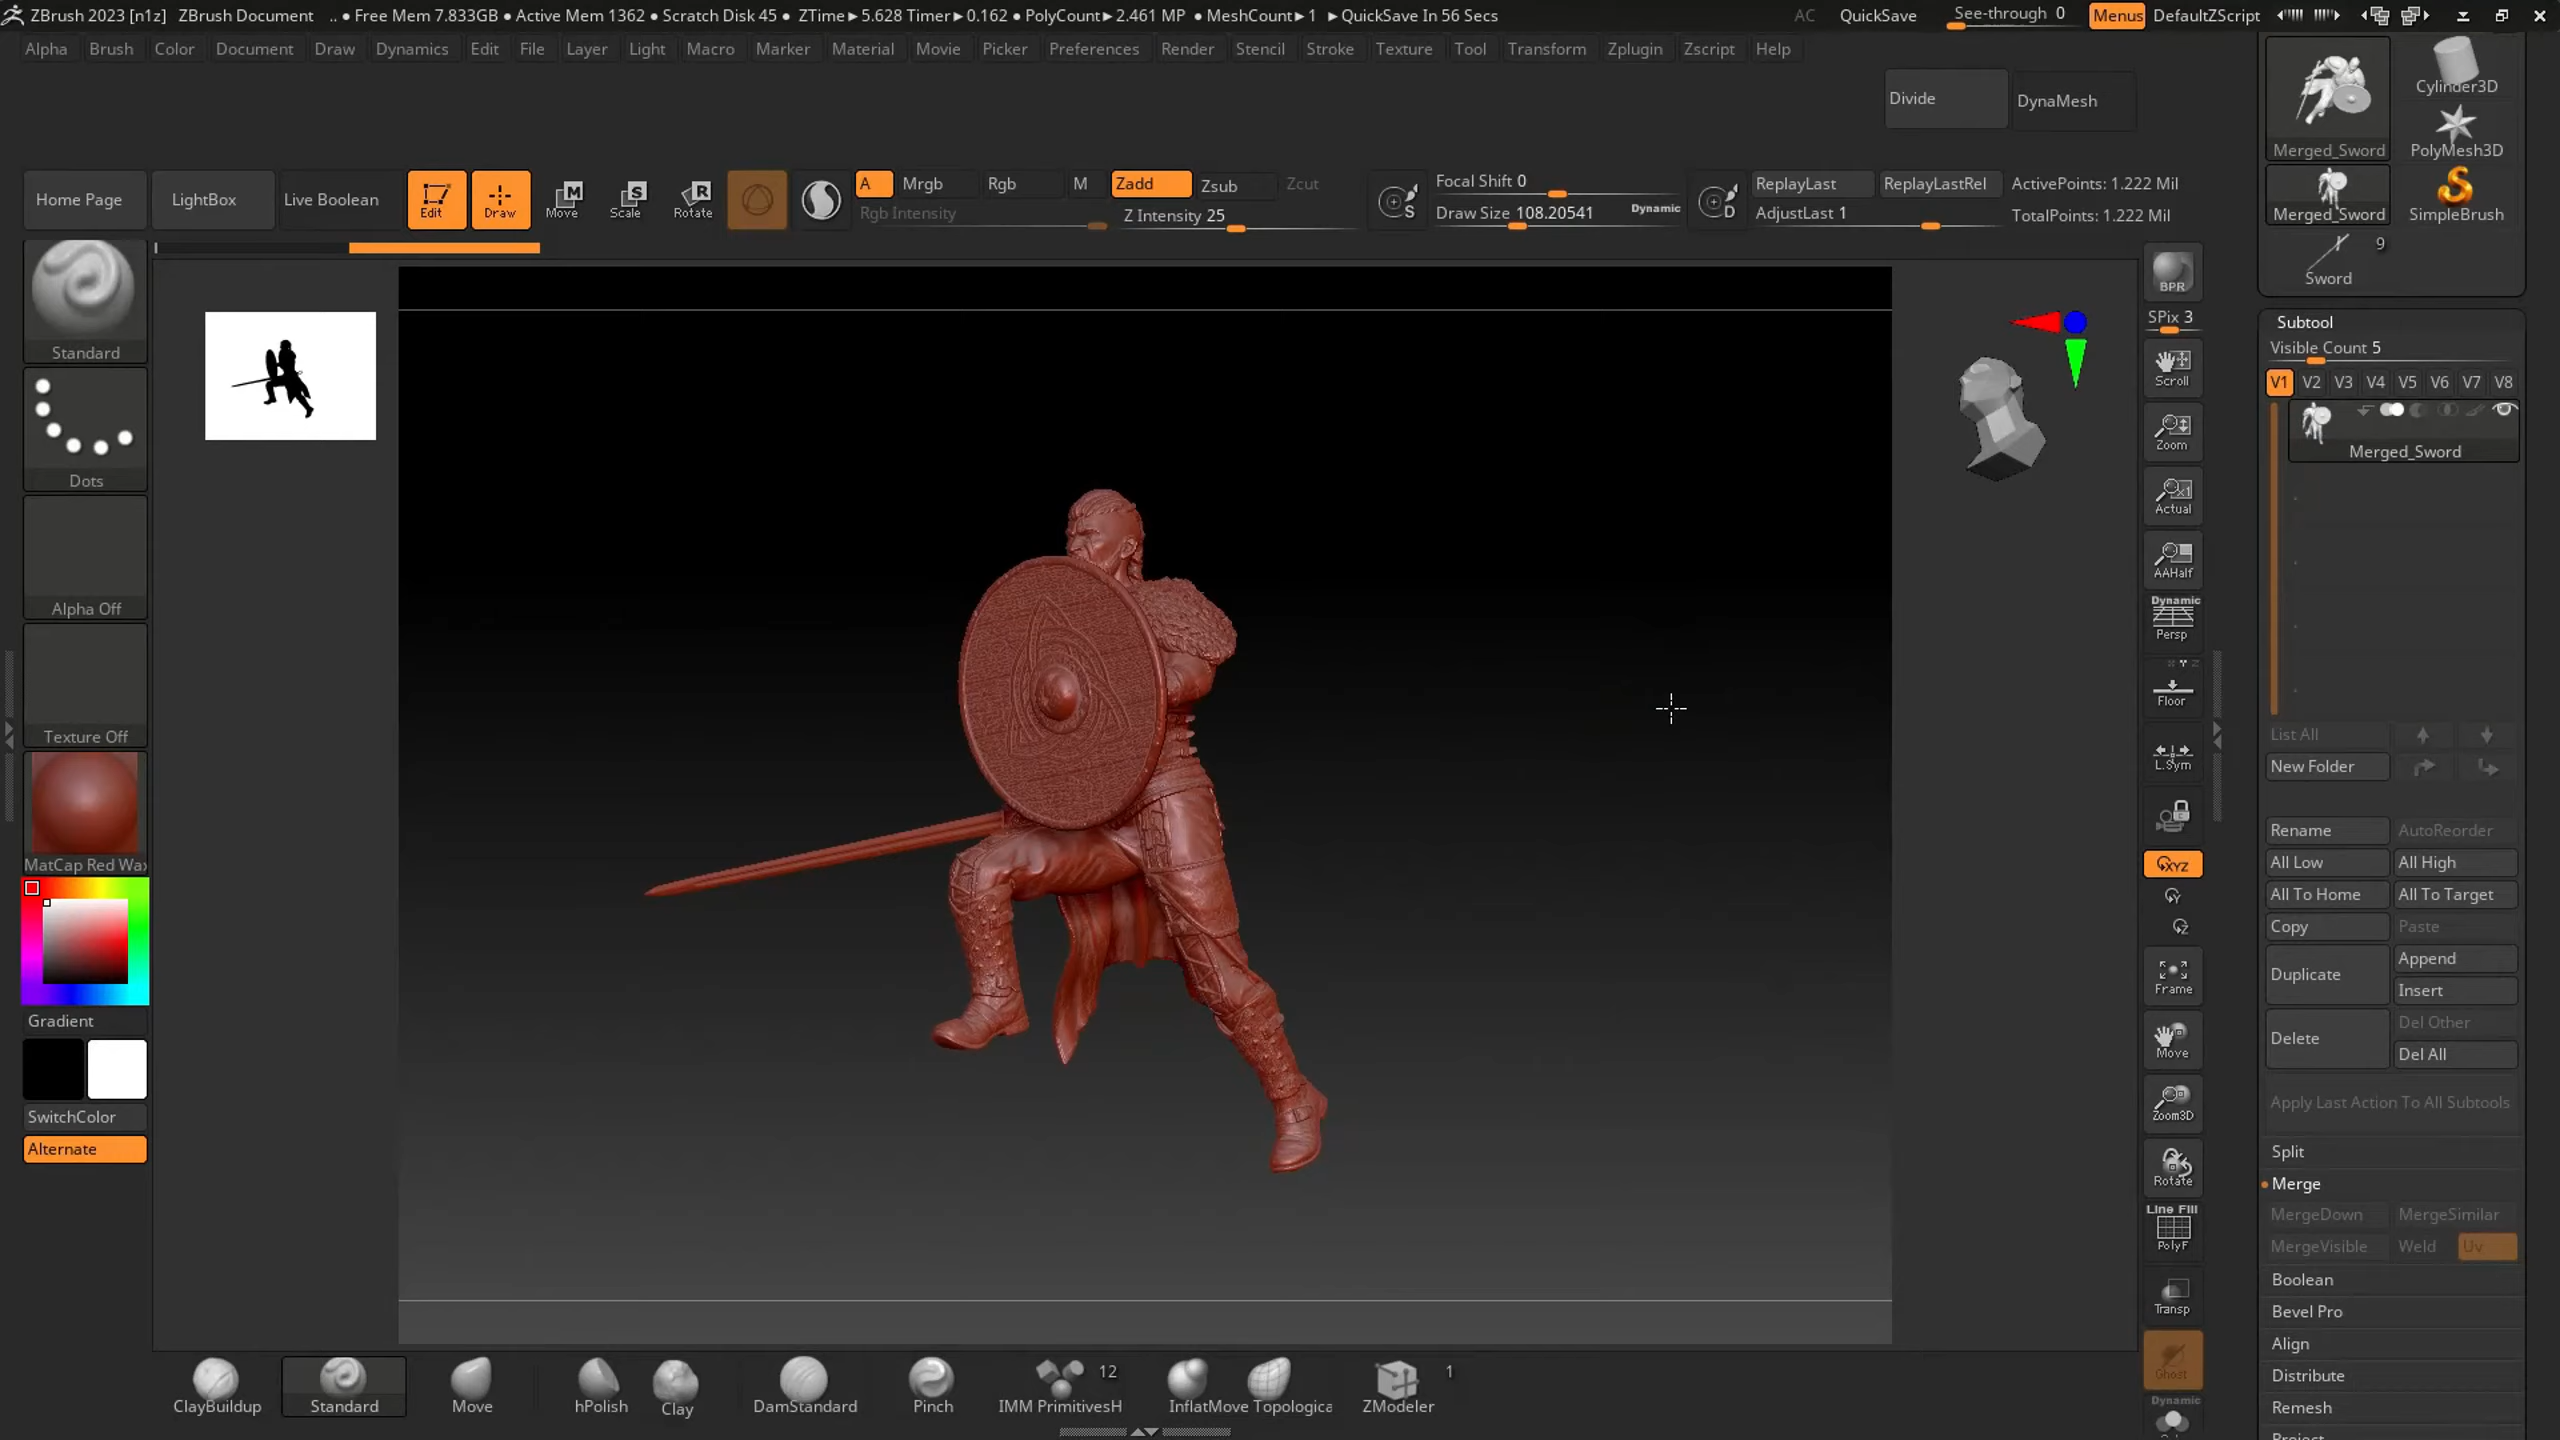 ZBrush 2023 [n1z] ZBrush Document .. ● Free Mem 7.833GB ● Active Mem 1362 ● Scratch Disk 45 ● ZTime►5.628 Timer►0.162 ● PolyCount►2.461 MP ● MeshCount►1 ►QuickSave In 56 Secs AC QuickSave See-through 0 Menus DefaultZScript
Alpha Brush Color Document Draw Dynamics Edit File Layer Light Macro Marker Material Movie Picker Preferences Render Stencil Stroke Texture Tool Transform Zplugin Zscript Help
Divide DynaMesh
Home Page LightBox Live Boolean Edit Draw Move Scale Rotate
M S R
A Mrgb Rgb M Zadd Zsub Zcut
Rgb Intensity Z Intensity 25
S Focal Shift 0
Draw Size 108.20541 Dynamic
D ReplayLast ReplayLastRel ActivePoints: 1.222 Mil
AdjustLast 1 TotalPoints: 1.222 Mil
Standard
Dots
Alpha Off
Texture Off
MatCap Red Wax
Gradient
SwitchColor
Alternate
BPR
SPix 3
Scroll
Zoom
x1
Actual
AAHalf
Dynamic
Persp
Floor
L.Sym
XYZ
Y
Z
Frame
Move
Zoom3D
Rotate
Line Fill
PolyF
Transp
Ghost
Dynamic
Merged_Sword
Cylinder3D
PolyMesh3D
Merged_Sword SimpleBrush
9
Sword
Subtool
Visible Count 5
V1 V2 V3 V4 V5 V6 V7 V8
Merged_Sword
List All
New Folder
Rename AutoReorder
All Low All High
All To Home All To Target
Copy Paste
Duplicate Append
Insert
Delete Del Other
Del All
Apply Last Action To All Subtools
Split
Merge
MergeDown MergeSimilar
MergeVisible Weld Uv
Boolean
Bevel Pro
Align
Distribute
Remesh
Project
12 1
ClayBuildup Standard Move hPolish Clay DamStandard Pinch IMM PrimitivesH InflatMove Topologica ZModeler